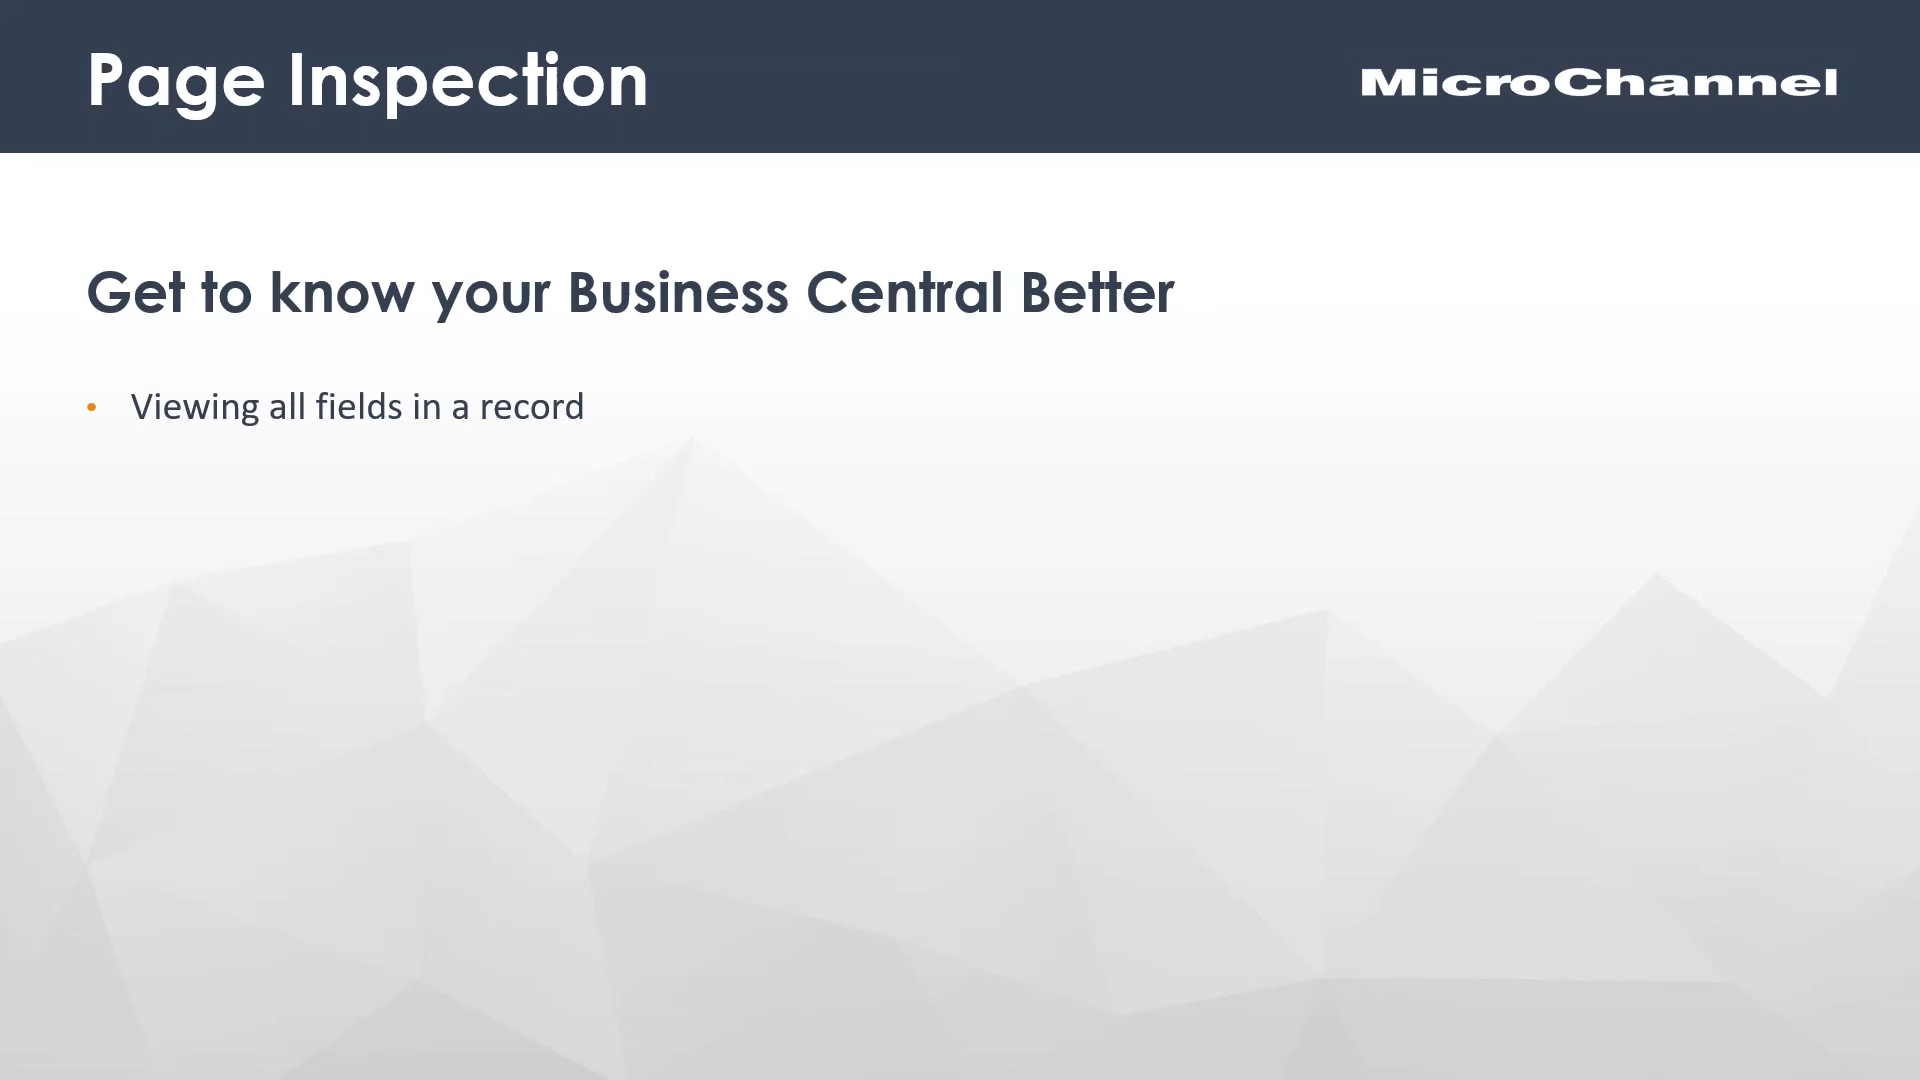 Page Inspection
MicroChannel
Get to know your Business Central Better
• Viewing all fields in a record